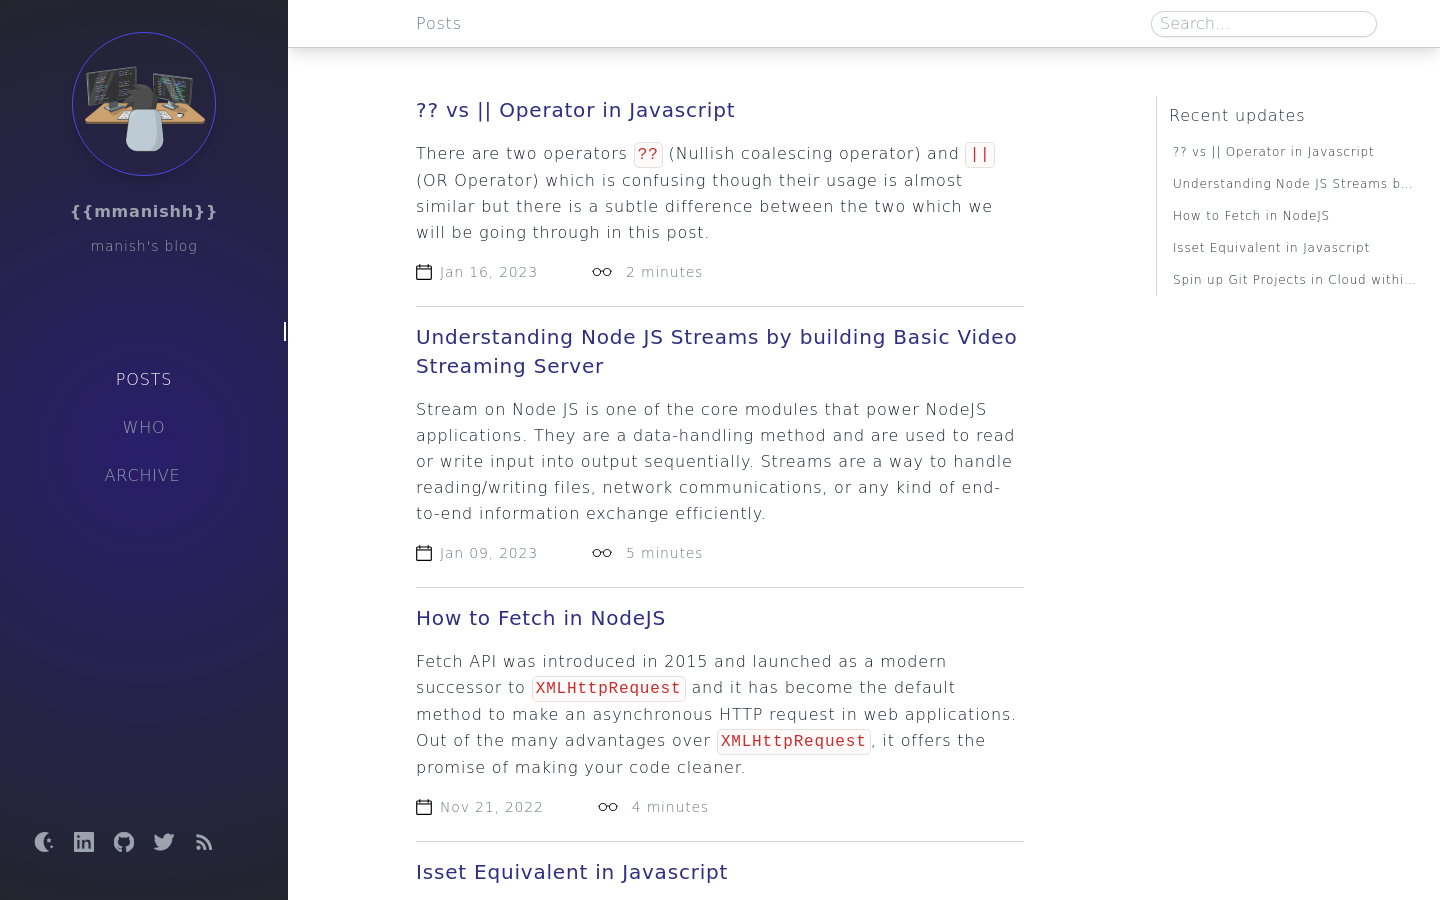 {{mmanishh}}
manish's blog
POSTS
WHO
ARCHIVE
Posts
Search...
?? vs || Operator in Javascript
There are two operators ?? (Nullish coalescing operator) and ||
(OR Operator) which is confusing though their usage is almost
similar but there is a subtle difference between the two which we
will be going through in this post.
Jan 16, 2023 2 minutes
Understanding Node JS Streams by building Basic Video
Streaming Server
Stream on Node JS is one of the core modules that power NodeJS
applications. They are a data-handling method and are used to read
or write input into output sequentially. Streams are a way to handle
reading/writing files, network communications, or any kind of end-
to-end information exchange efficiently.
Jan 09, 2023 5 minutes
How to Fetch in NodeJS
Fetch API was introduced in 2015 and launched as a modern
successor to XMLHttpRequest and it has become the default
method to make an asynchronous HTTP request in web applications.
Out of the many advantages over XMLHttpRequest, it offers the
promise of making your code cleaner.
Nov 21, 2022 4 minutes
Isset Equivalent in Javascript
Recent updates
?? vs || Operator in Javascript
Understanding Node JS Streams b...
How to Fetch in NodeJS
Isset Equivalent in Javascript
Spin up Git Projects in Cloud withi...